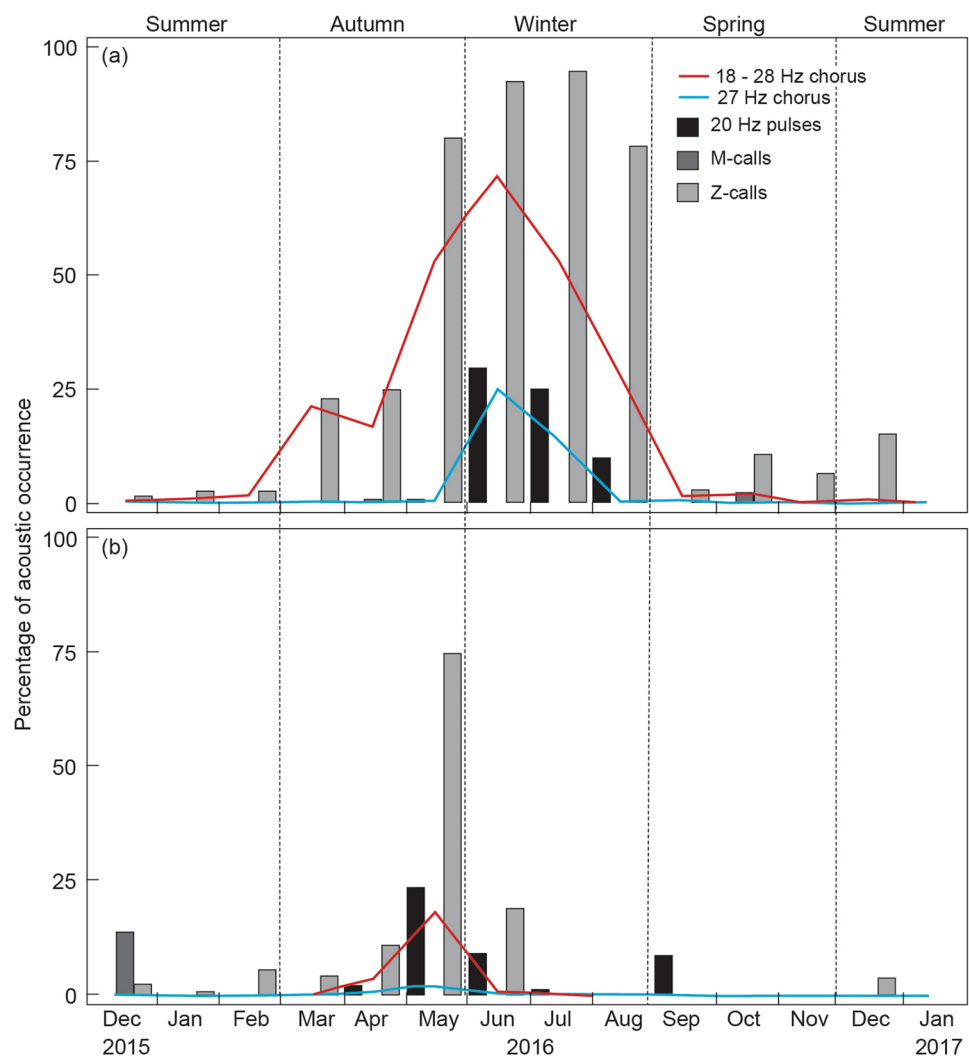 Summer Autumn Winter Spring Summer
(a)
100
75
50
25
0
18 - 28 Hz chorus
27 Hz chorus
20 Hz pulses
M-calls
Z-calls
Percentage of acoustic occurrence
(b)
100
75
50
25
0
Dec Jan Feb Mar Apr May Jun Jul Aug Sep Oct Nov Dec Jan
2015 2016 2017